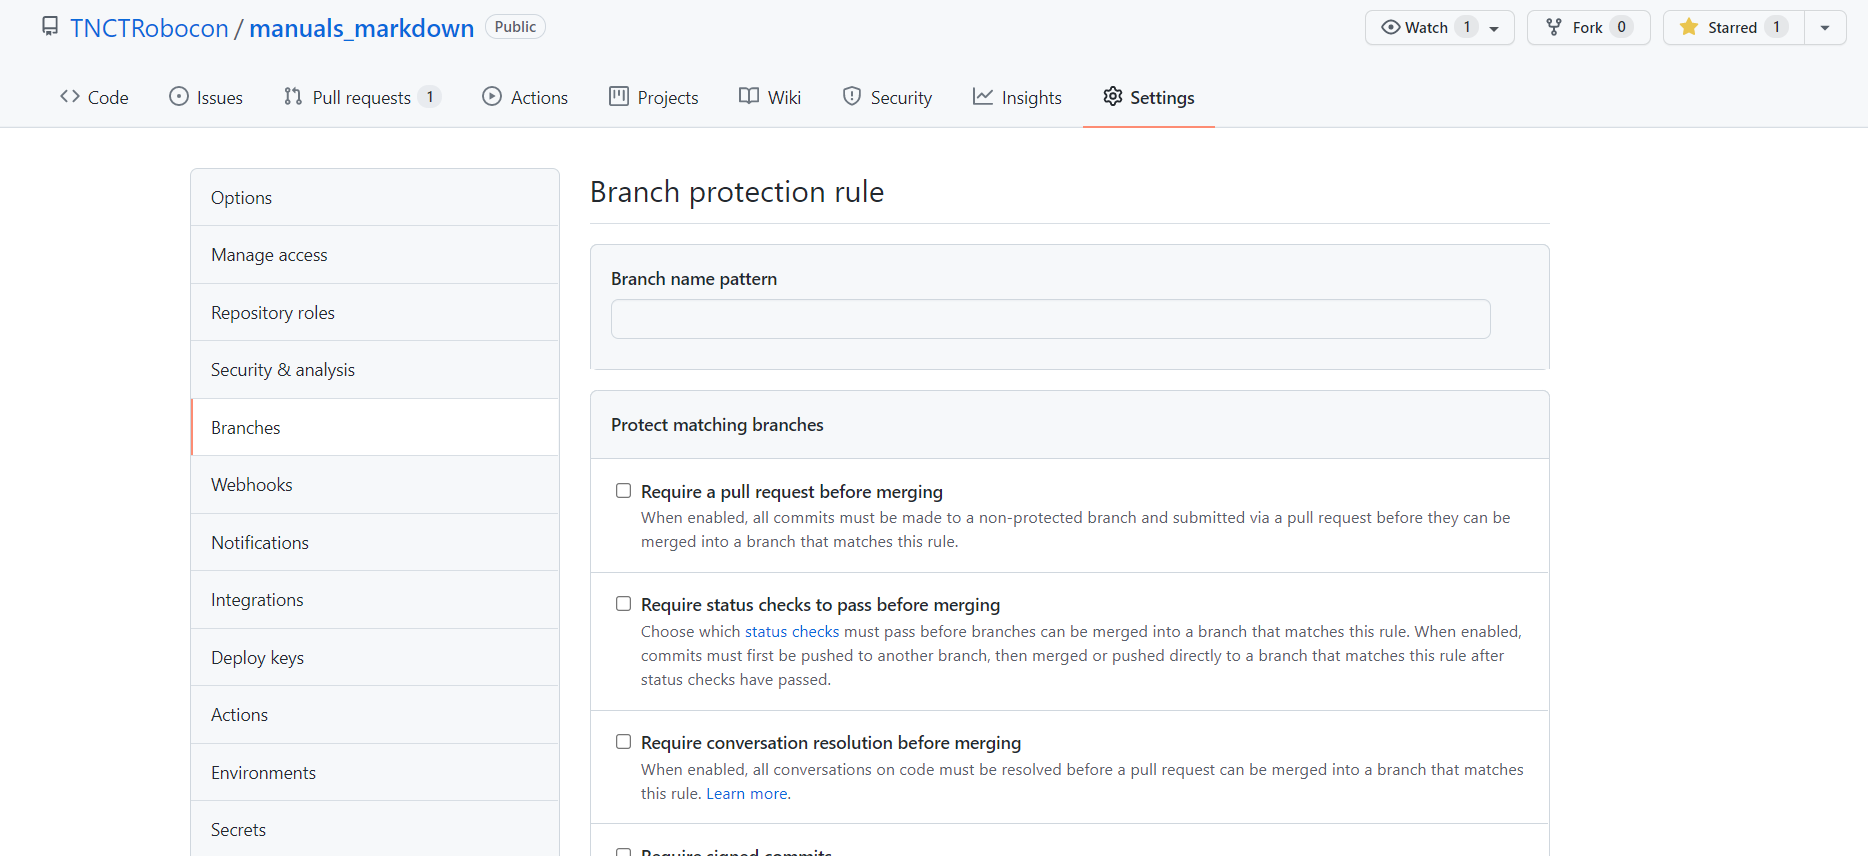 TNCTRobocon / manuals_markdown Public
Watch 1 Fork 0 Starred 1
Code Issues Pull requests 1 Actions Projects Wiki Security Insights Settings
Options
Manage access
Repository roles
Security & analysis
Branches
Webhooks
Notifications
Integrations
Deploy keys
Actions
Environments
Secrets
Branch protection rule
Branch name pattern
Protect matching branches
Require a pull request before merging
When enabled, all commits must be made to a non-protected branch and submitted via a pull request before they can be
merged into a branch that matches this rule.
Require status checks to pass before merging
Choose which status checks must pass before branches can be merged into a branch that matches this rule. When enabled,
commits must first be pushed to another branch, then merged or pushed directly to a branch that matches this rule after
status checks have passed.
Require conversation resolution before merging
When enabled, all conversations on code must be resolved before a pull request can be merged into a branch that matches
this rule. Learn more.
Require signed commits